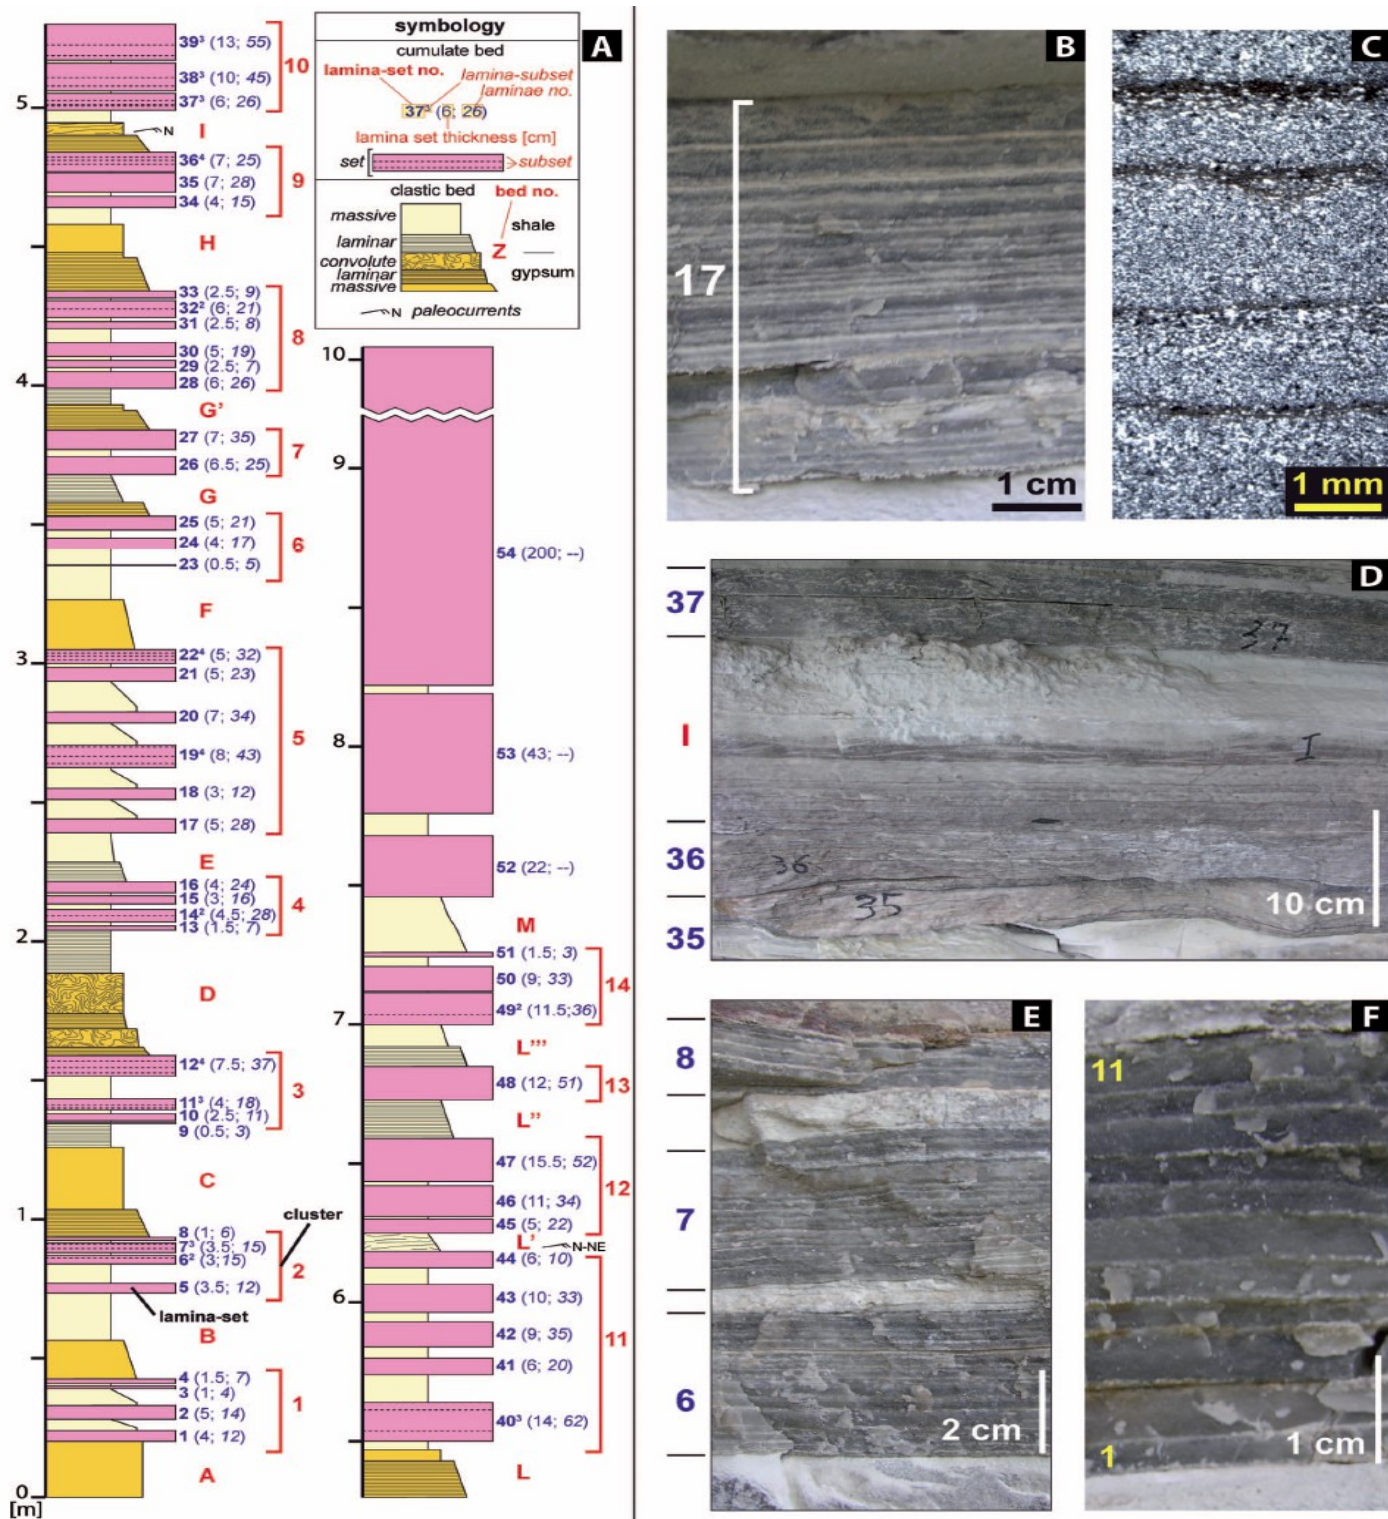 symbology
A
cumulate bed
lamina-set no.
lamina-subset
laminae no.
37³ (6; 26)
lamina set thickness [cm]
set
subset
clastic bed
bed no.
massive
shale
laminar
convolute
Z
laminar
gypsum
massive
N paleocurrents
39³ (13; 55)
10
38³ (10; 45)
37³ (6; 26)
5
N
I
36⁴ (7; 25)
35 (7; 28)
9
34 (4; 15)
H
33 (2.5; 9)
32² (6; 21)
31 (2.5; 8)
8
30 (5; 19)
29 (2.5; 7)
28 (6; 26)
4
G'
27 (7; 35)
7
26 (6.5; 25)
G
25 (5; 21)
24 (4; 17)
6
23 (0.5; 5)
F
22⁴ (5; 32)
3
21 (5; 23)
20 (7; 34)
5
19⁴ (8; 43)
18 (3; 12)
17 (5; 28)
E
16 (4; 24)
15 (3; 16)
4
14² (4.5; 28)
13 (1.5; 7)
2
D
12⁴ (7.5; 37)
3
11³ (4; 18)
10 (2.5; 11)
9 (0.5; 3)
C
1
cluster
8 (1; 6)
7³ (3.5; 15)
6² (3;15)
2
5 (3.5; 12)
lamina-set
B
4 (1.5; 7)
3 (1; 4)
1
2 (5; 14)
1 (4; 12)
A
0
[m]
10
9
54 (200; --)
8
53 (43; --)
52 (22; --)
M
51 (1.5; 3)
50 (9; 33)
14
49² (11.5;36)
7
L'''
48 (12; 51)
13
L''
47 (15.5; 52)
12
46 (11; 34)
45 (5; 22)
L'
N-NE
44 (6; 10)
6
43 (10; 33)
42 (9; 35)
11
41 (6; 20)
40³ (14; 62)
L
B
17
1 cm
C
1 mm
D
37
37
I
I
36
36
35
35
10 cm
E
8
7
6
2 cm
F
11
1
1 cm